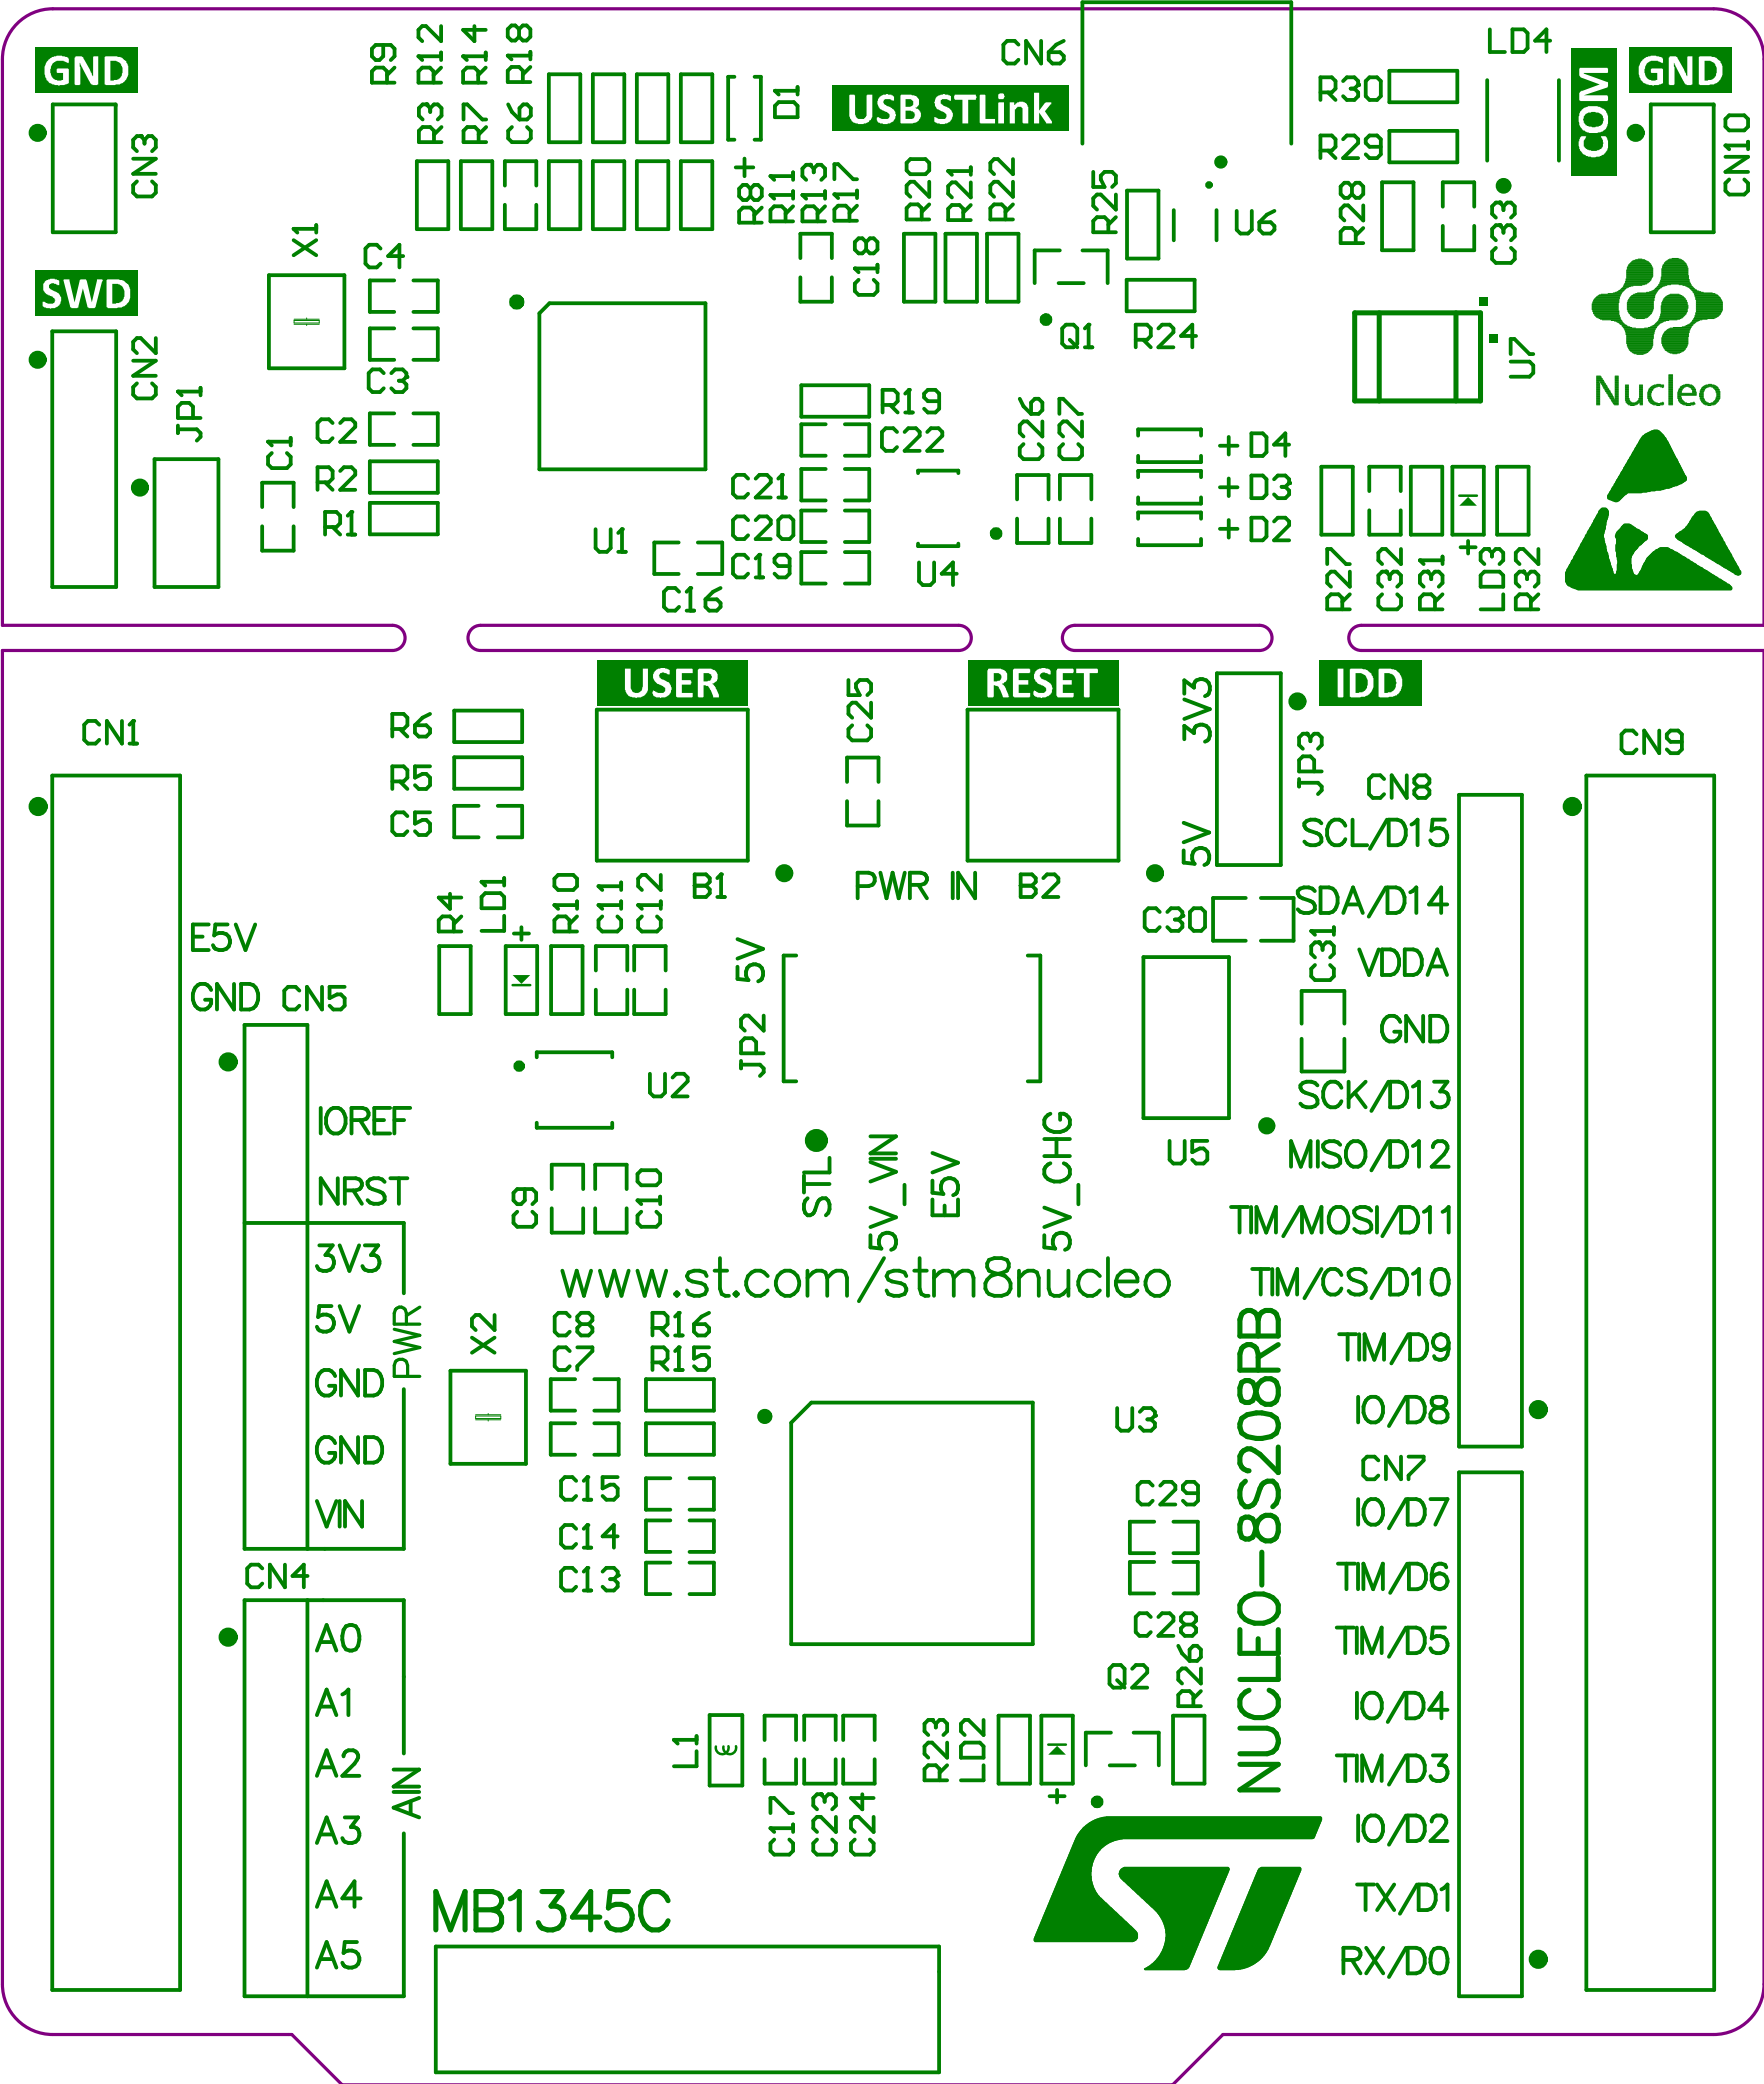 GND
R9
R12
R14
R18
R3
R7
C6
D1
CN6
USB STLink
LD4
R30
R29
COM
GND
CN3
CN10
R8+
R11
R13
R17
R20
R21
R22
R25
U6
R28
C33
X1
C4
C18
SWD
CN2
C3
Q1
R24
U7
Nucleo
JP1
C1
C2
R2
R1
R19
C22
C21
C20
C19
C26
C27
+D4
+D3
+D2
U1
C16
U4
R27
C32
R31
+
LD3
R32
USER
RESET
IDD
CN1
R6
R5
C5
C25
3V3
JP3
5V
CN9
CN8
SCL/D15
R4
LD1
+
R10
C11
C12
B1
PWR IN
B2
C30
SDA/D14
C31
E5V
5V
VDDA
GND
CN5
GND
JP2
U2
SCK/D13
IOREF
U5
MISO/D12
NRST
C9
C10
STL
5V_VIN
E5V
5V_CHG
TIM/MOSI/D11
3V3
www.st.com/stm8nucleo
TIM/CS/D10
5V
PWR
X2
C8
R16
C7
R15
TIM/D9
GND
U3
IO/D8
GND
CN7
VIN
C15
C14
C13
C29
C28
NUCLEO-8S208RB
IO/D7
CN4
TIM/D6
A0
TIM/D5
Q2
R26
A1
IO/D4
L1
R23
LD2
A2
TIM/D3
AIN
+
C17
C23
C24
A3
IO/D2
A4
MB1345C
ST
TX/D1
A5
RX/D0